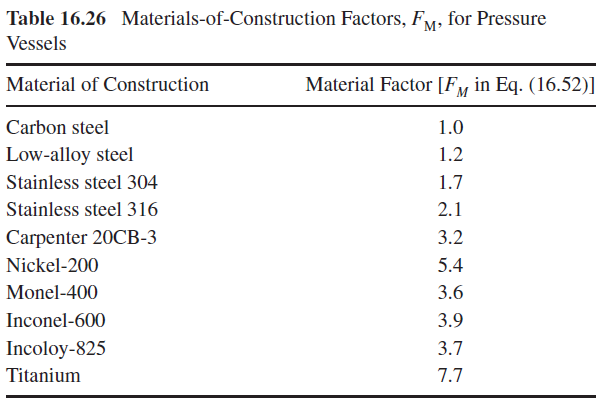 Table 16.26 Materials-of-Construction Factors, F_M, for Pressure
Vessels
Material of Construction Material Factor [F_M in Eq. (16.52)]
Carbon steel 1.0
Low-alloy steel 1.2
Stainless steel 304 1.7
Stainless steel 316 2.1
Carpenter 20CB-3 3.2
Nickel-200 5.4
Monel-400 3.6
Inconel-600 3.9
Incoloy-825 3.7
Titanium 7.7